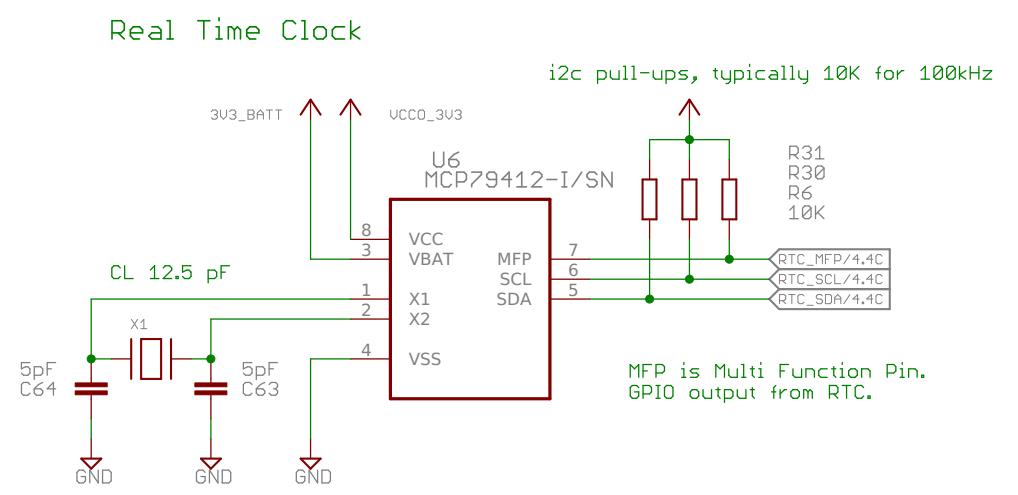 Real Time Clock
i2c pull-ups, typically 10K for 100kHz
3V3_BATT
VCCO_3V3
U6
MCP79412-I/SN
R31
R30
R6
10K
8
VCC
3
VBAT
MFP
7
RTC_MFP/4.4C
SCL
6
RTC_SCL/4.4C
CL 12.5 pF
1
X1
SDA
5
RTC_SDA/4.4C
2
X2
X1
4
VSS
5pF
C64
5pF
C63
MFP is Multi Function Pin.
GPIO output from RTC.
GND
GND
GND